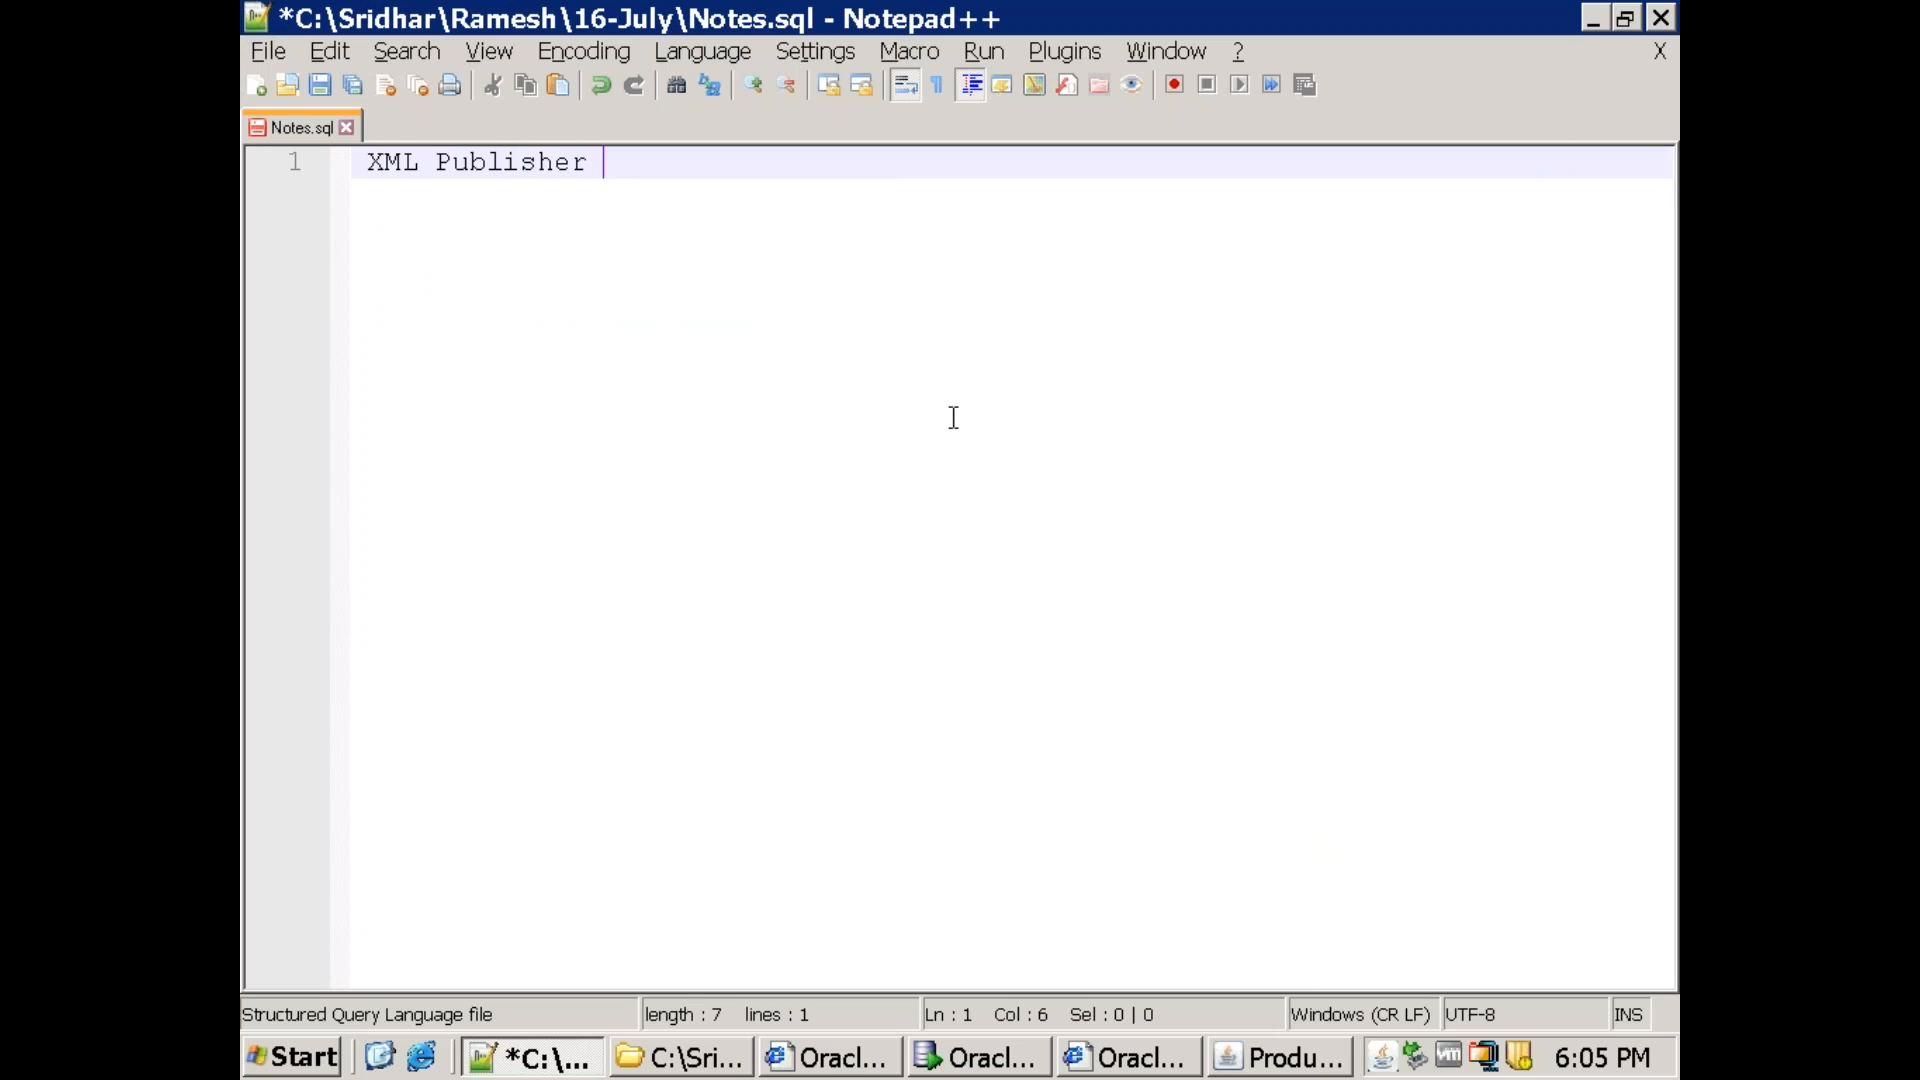 *C:\Sridhar\Ramesh\16-July\Notes.sql - Notepad++
File Edit Search View Encoding Language Settings Macro Run Plugins Window ? X
Notes.sql
1 XML Publisher
Structured Query Language file length : 7 lines : 1 Ln : 1 Col : 6 Sel : 0 | 0 Windows (CR LF) UTF-8 INS
Start *C:\... C:\Sri... Oracl... Oracl... Oracl... Produ... 6:05 PM